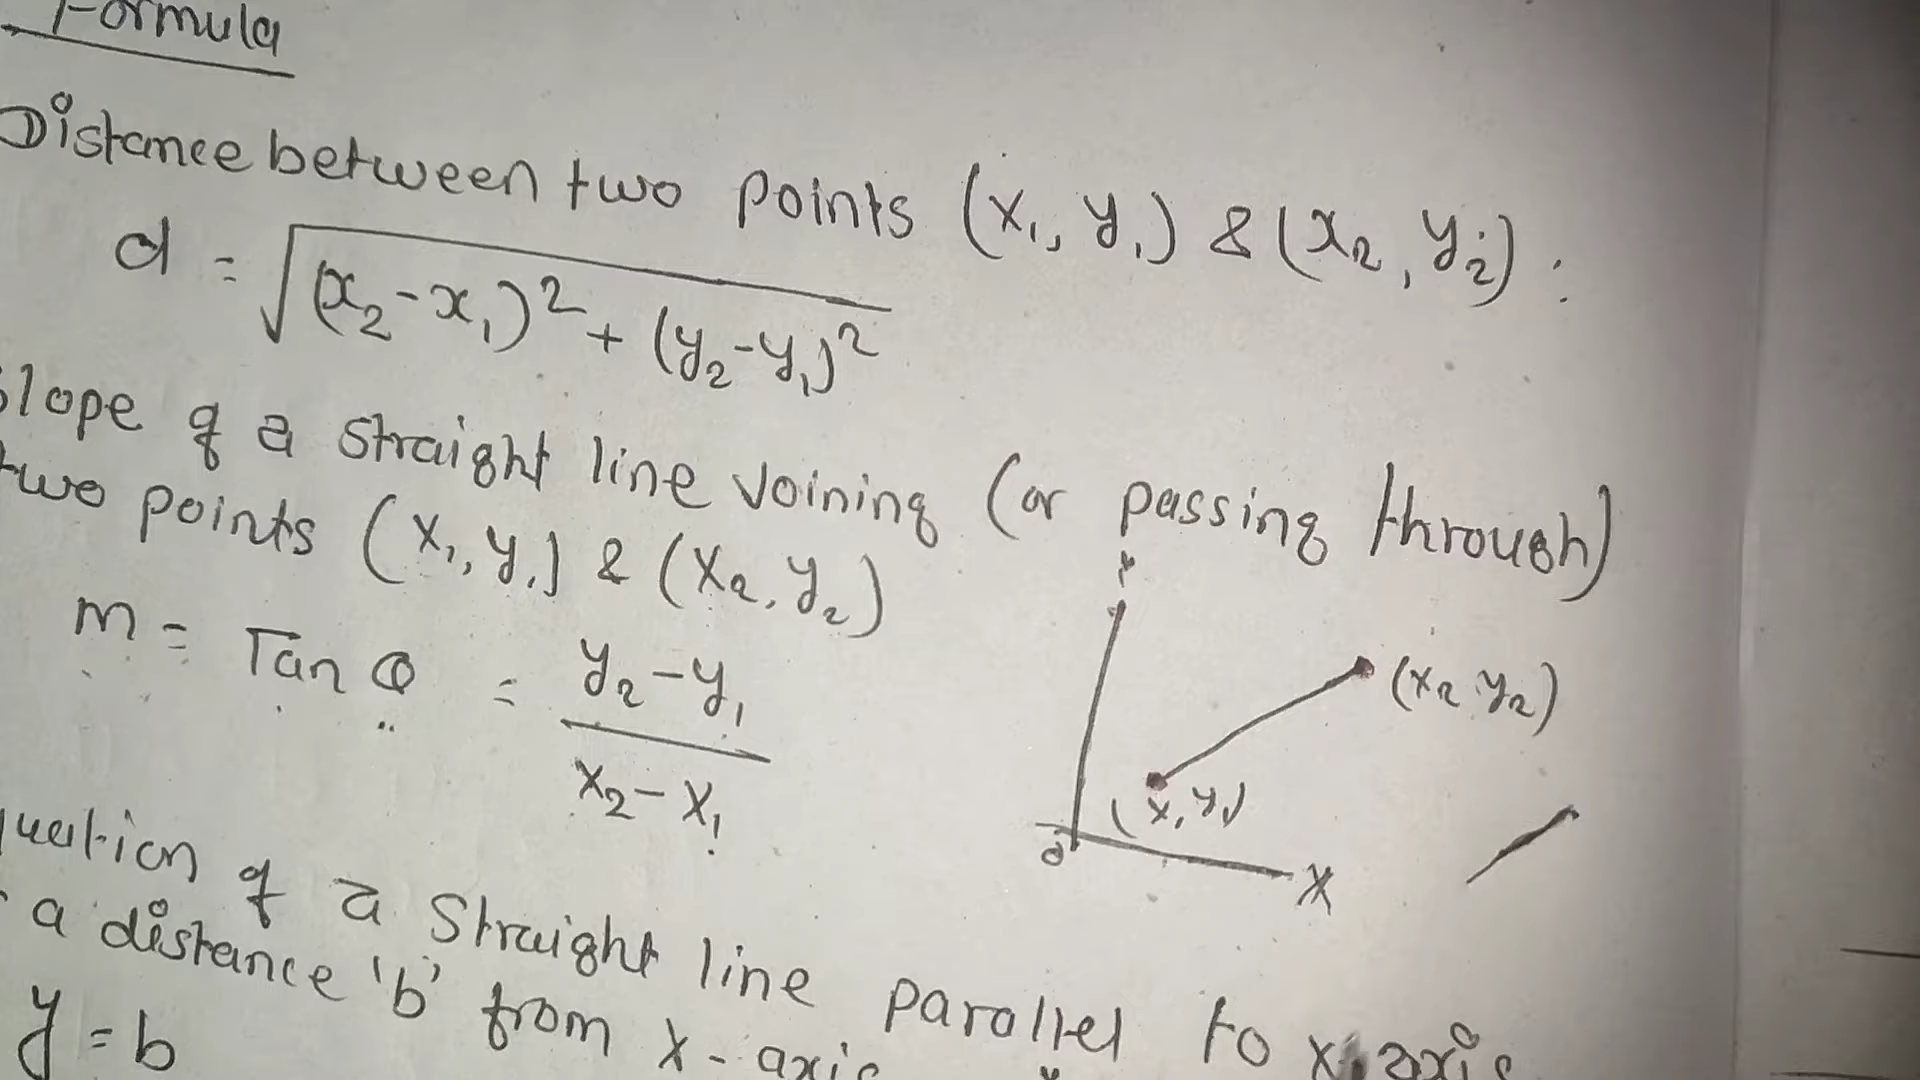 Formula
Distance between two points (x₁, y₁) & (x₂, y₂) :
d = √(x₂-x₁)² + (y₂-y₁)²
Slope of a straight line Joining (or passing through)
two points (x₁, y₁) & (x₂, y₂)
m = Tan θ = y₂-y₁
x₂-x₁
Y
(x₂ y₂)
(x, y₁)
o
X
quation of a Straight line parallel to x-axis
a distance 'b' from x-axis
y = b